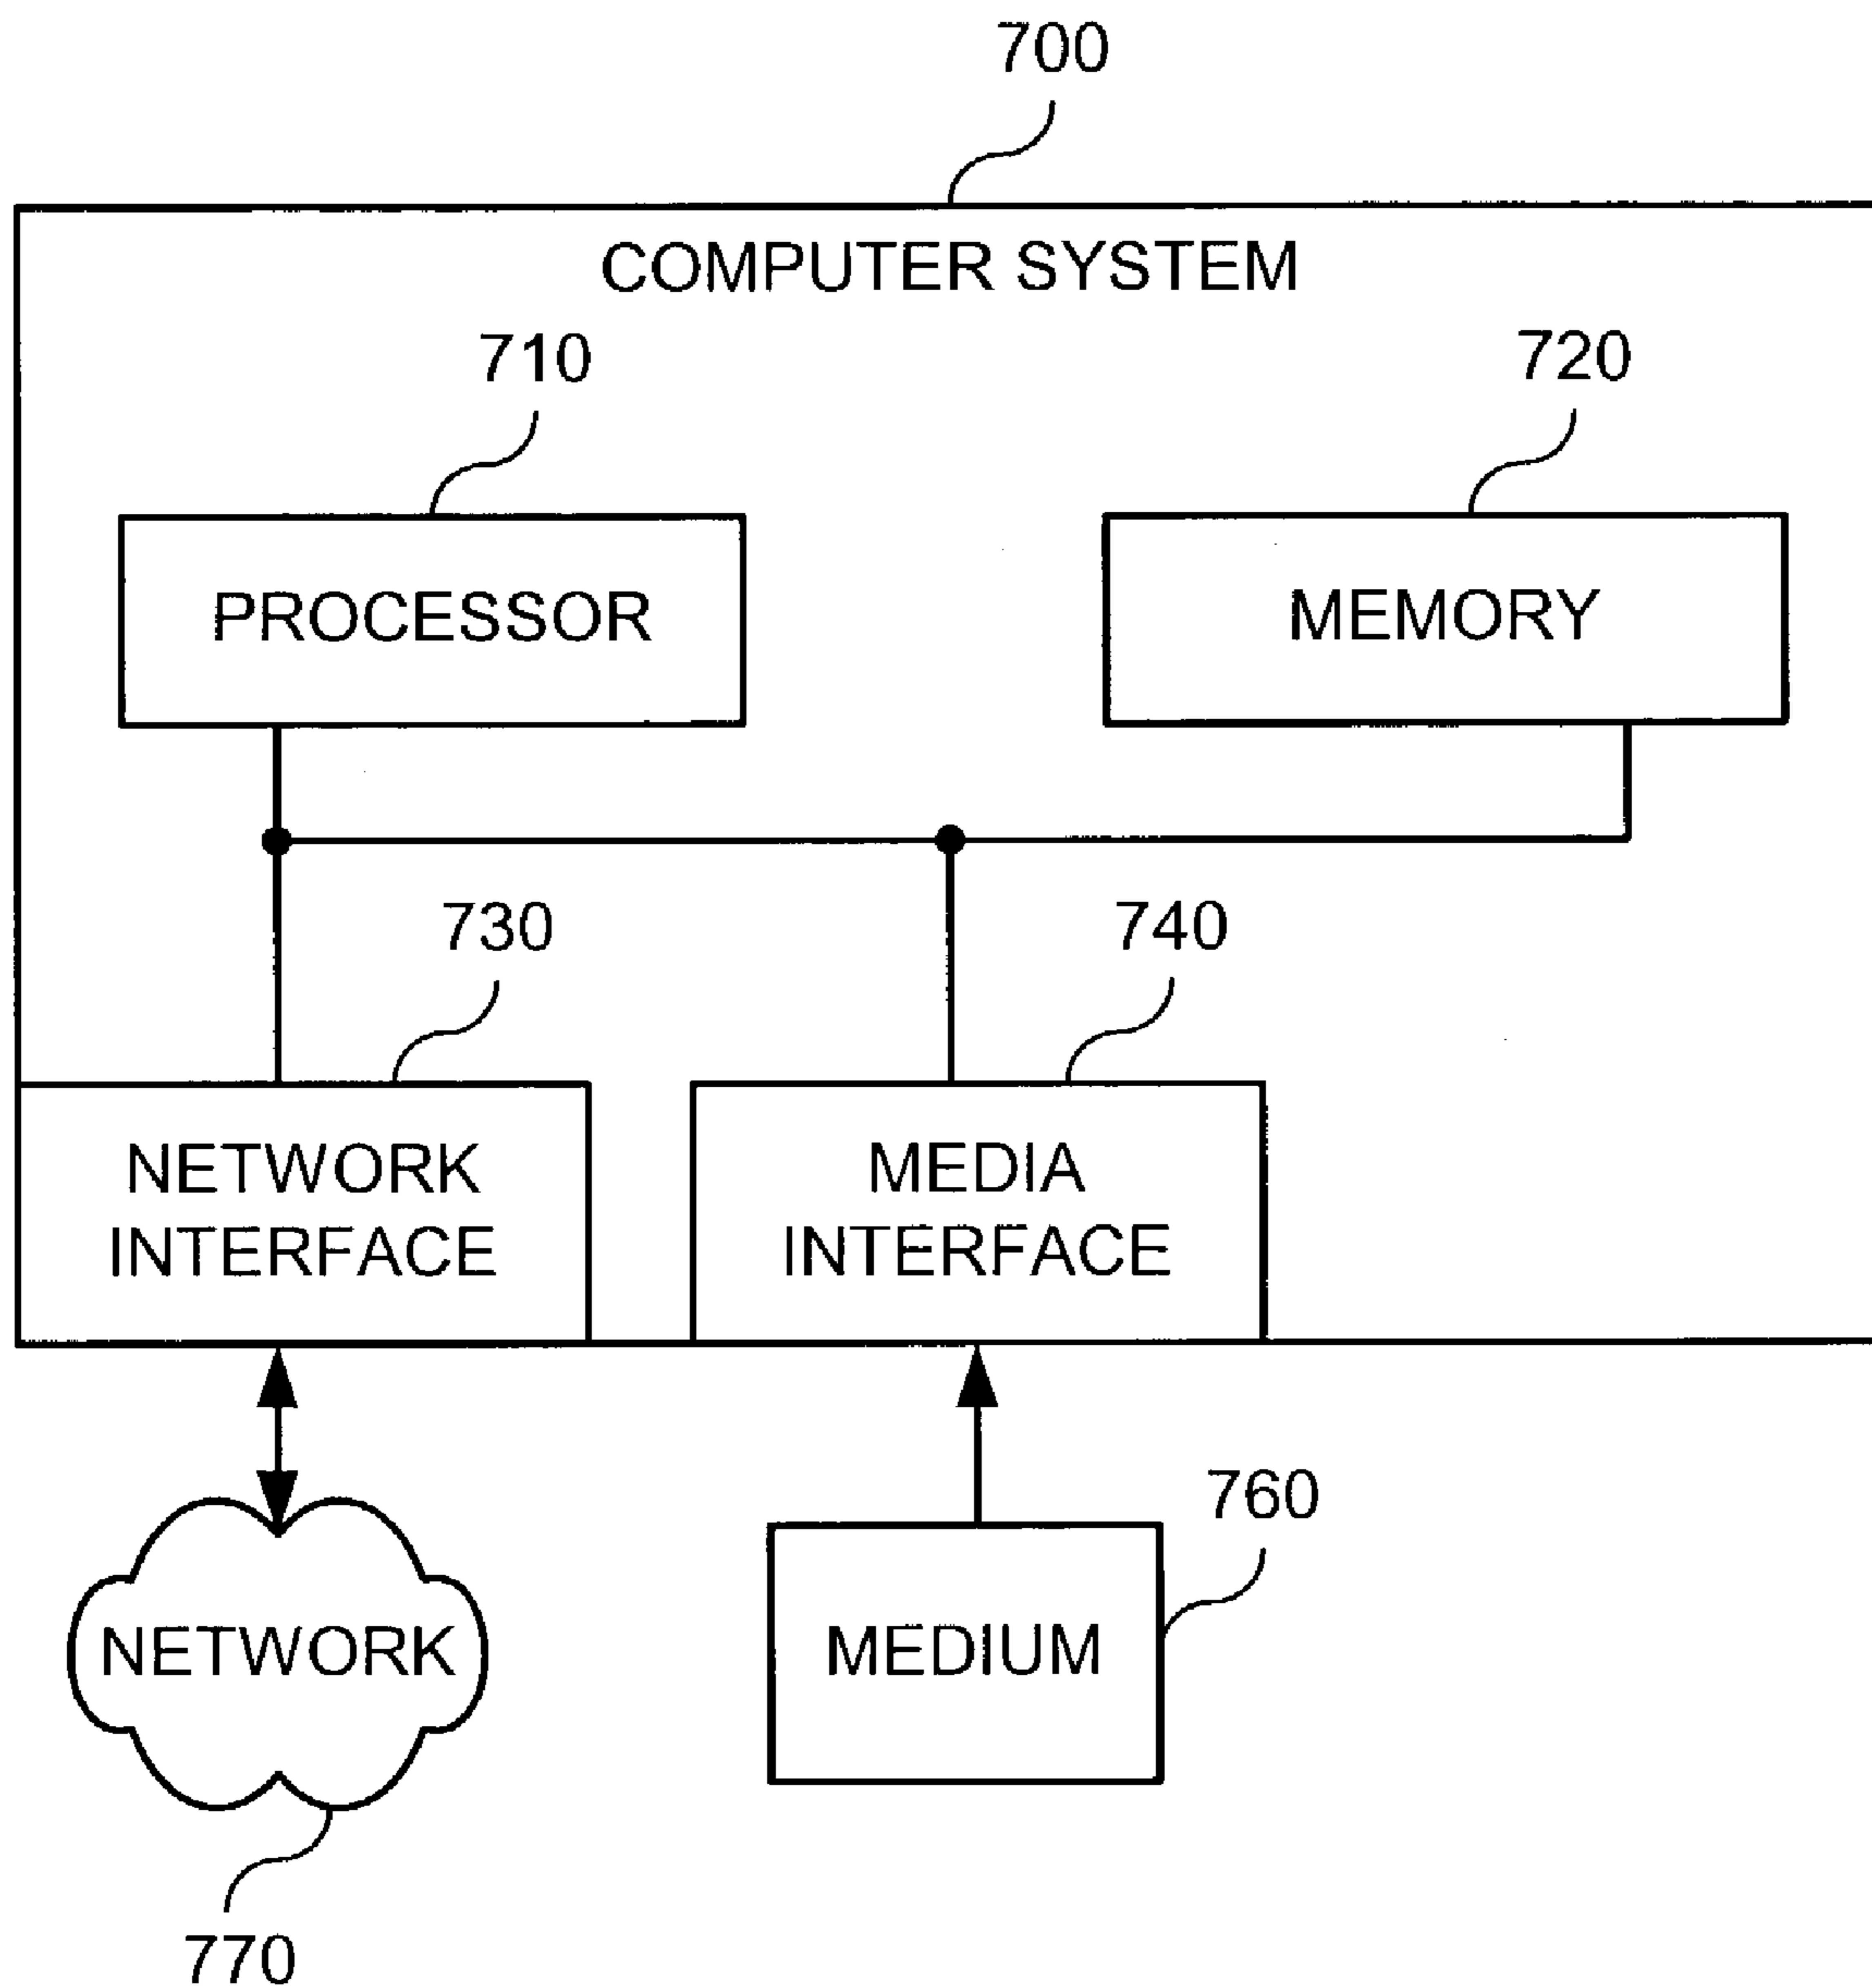 700
COMPUTER SYSTEM
710
720
PROCESSOR
MEMORY
730
740
NETWORK
INTERFACE
MEDIA
INTERFACE
760
NETWORK
MEDIUM
770